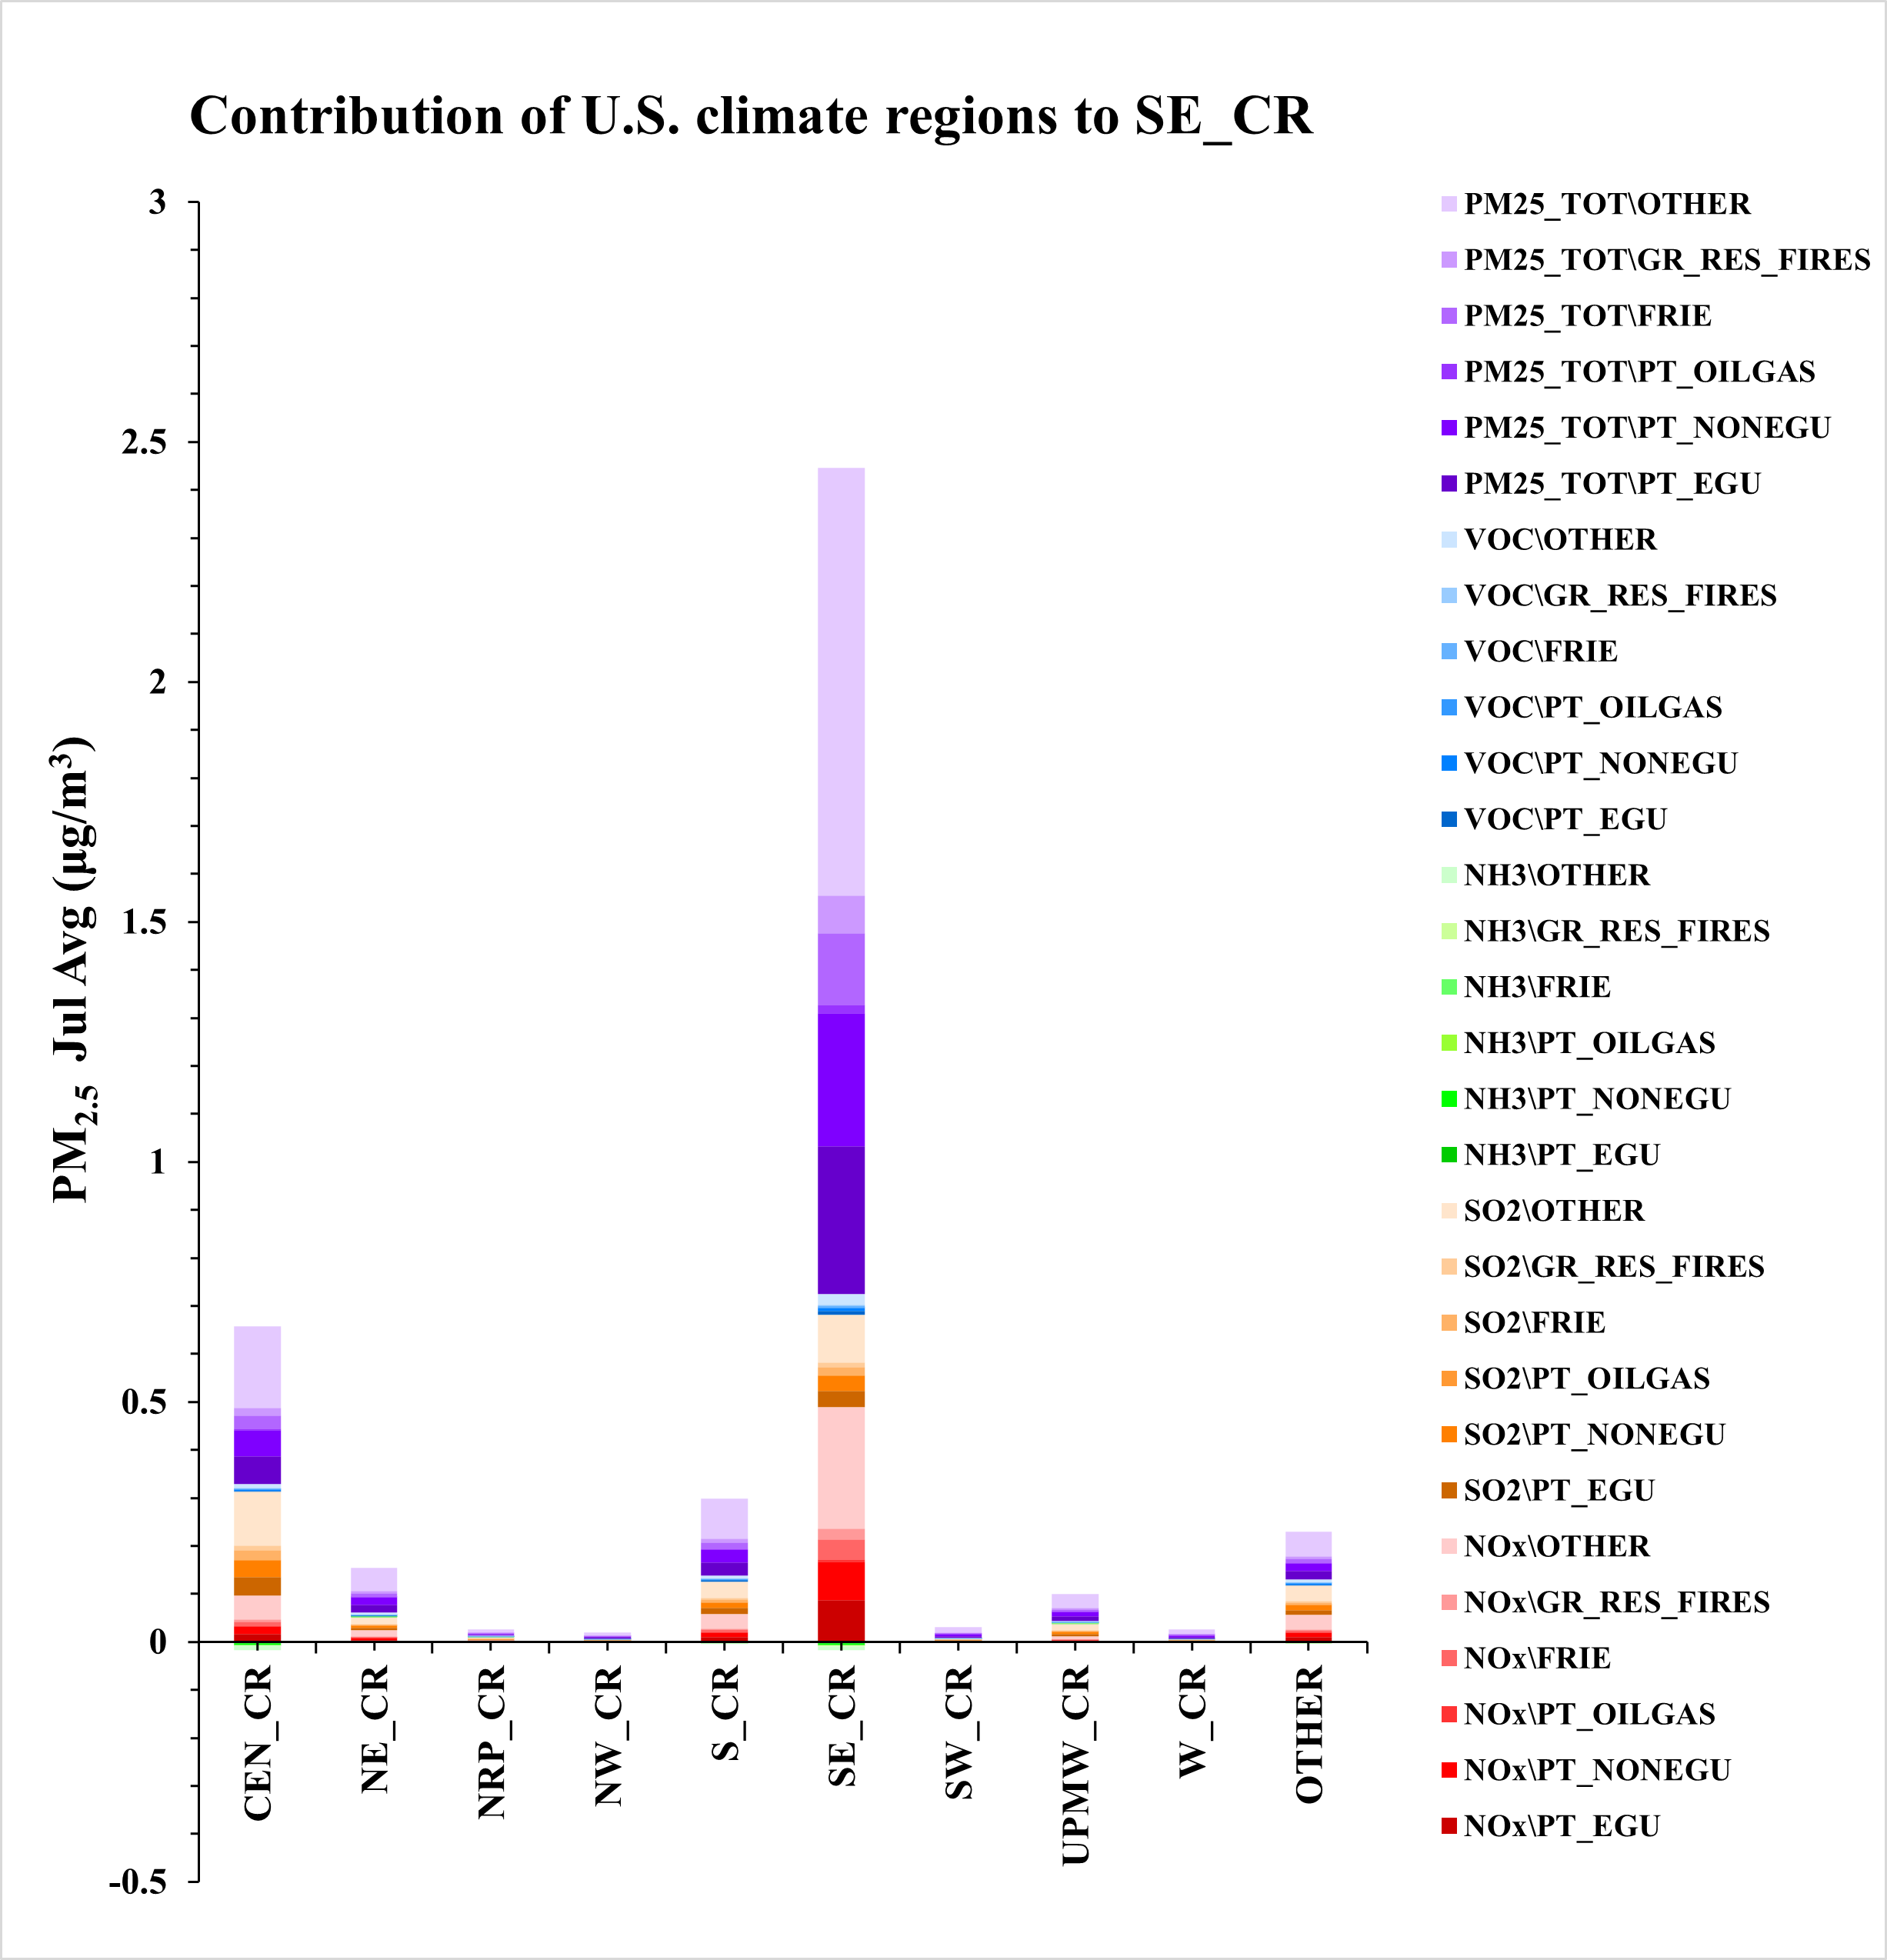 Contribution of U.S. climate regions to SE_CR
PM2.5 Jul Avg (µg/m³)
3
2.5
2
1.5
1
0.5
0
-0.5
CEN_CR
NE_CR
NRP_CR
NW_CR
S_CR
SE_CR
SW_CR
UPMW_CR
W_CR
OTHER
PM25_TOT\OTHER
PM25_TOT\GR_RES_FIRES
PM25_TOT\FRIE
PM25_TOT\PT_OILGAS
PM25_TOT\PT_NONEGU
PM25_TOT\PT_EGU
VOC\OTHER
VOC\GR_RES_FIRES
VOC\FRIE
VOC\PT_OILGAS
VOC\PT_NONEGU
VOC\PT_EGU
NH3\OTHER
NH3\GR_RES_FIRES
NH3\FRIE
NH3\PT_OILGAS
NH3\PT_NONEGU
NH3\PT_EGU
SO2\OTHER
SO2\GR_RES_FIRES
SO2\FRIE
SO2\PT_OILGAS
SO2\PT_NONEGU
SO2\PT_EGU
NOx\OTHER
NOx\GR_RES_FIRES
NOx\FRIE
NOx\PT_OILGAS
NOx\PT_NONEGU
NOx\PT_EGU